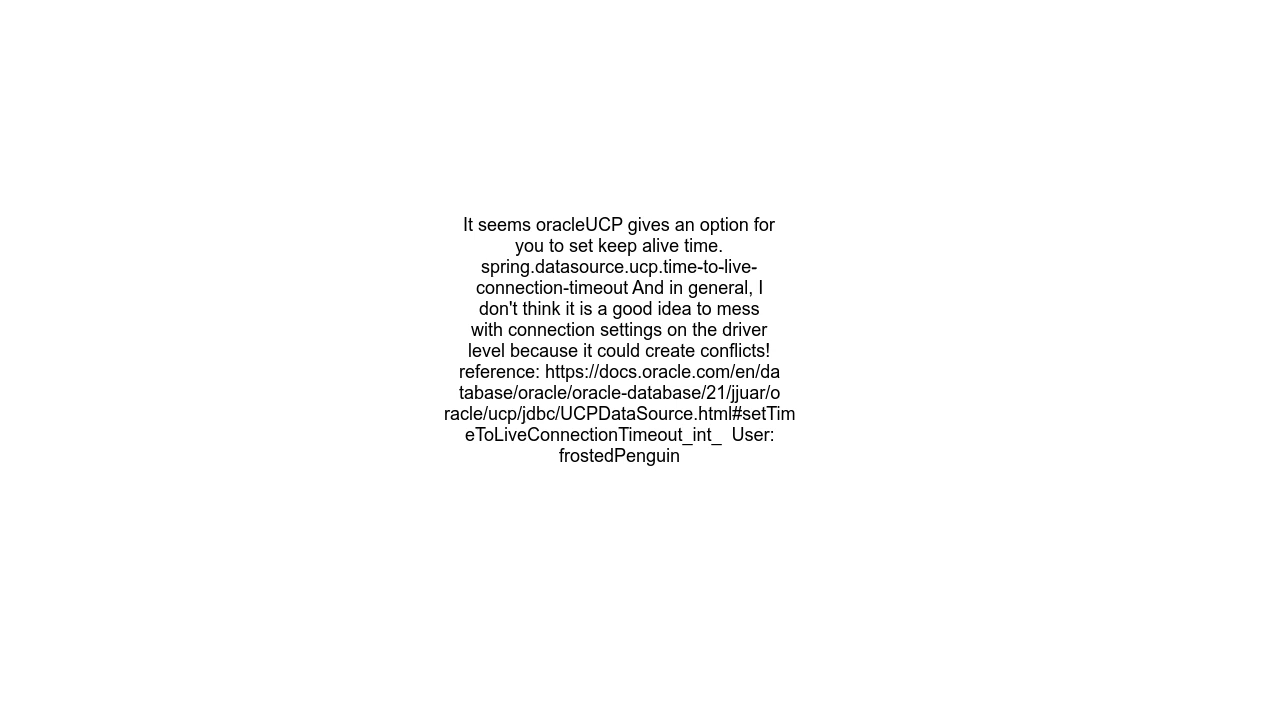 It seems oracleUCP gives an option for
you to set keep alive time.
spring.datasource.ucp.time-to-live-
connection-timeout And in general, I
don't think it is a good idea to mess
with connection settings on the driver
level because it could create conflicts!
reference: https://docs.oracle.com/en/da
tabase/oracle/oracle-database/21/jjuar/o
racle/ucp/jdbc/UCPDataSource.html#setTim
eToLiveConnectionTimeout_int_  User:
frostedPenguin